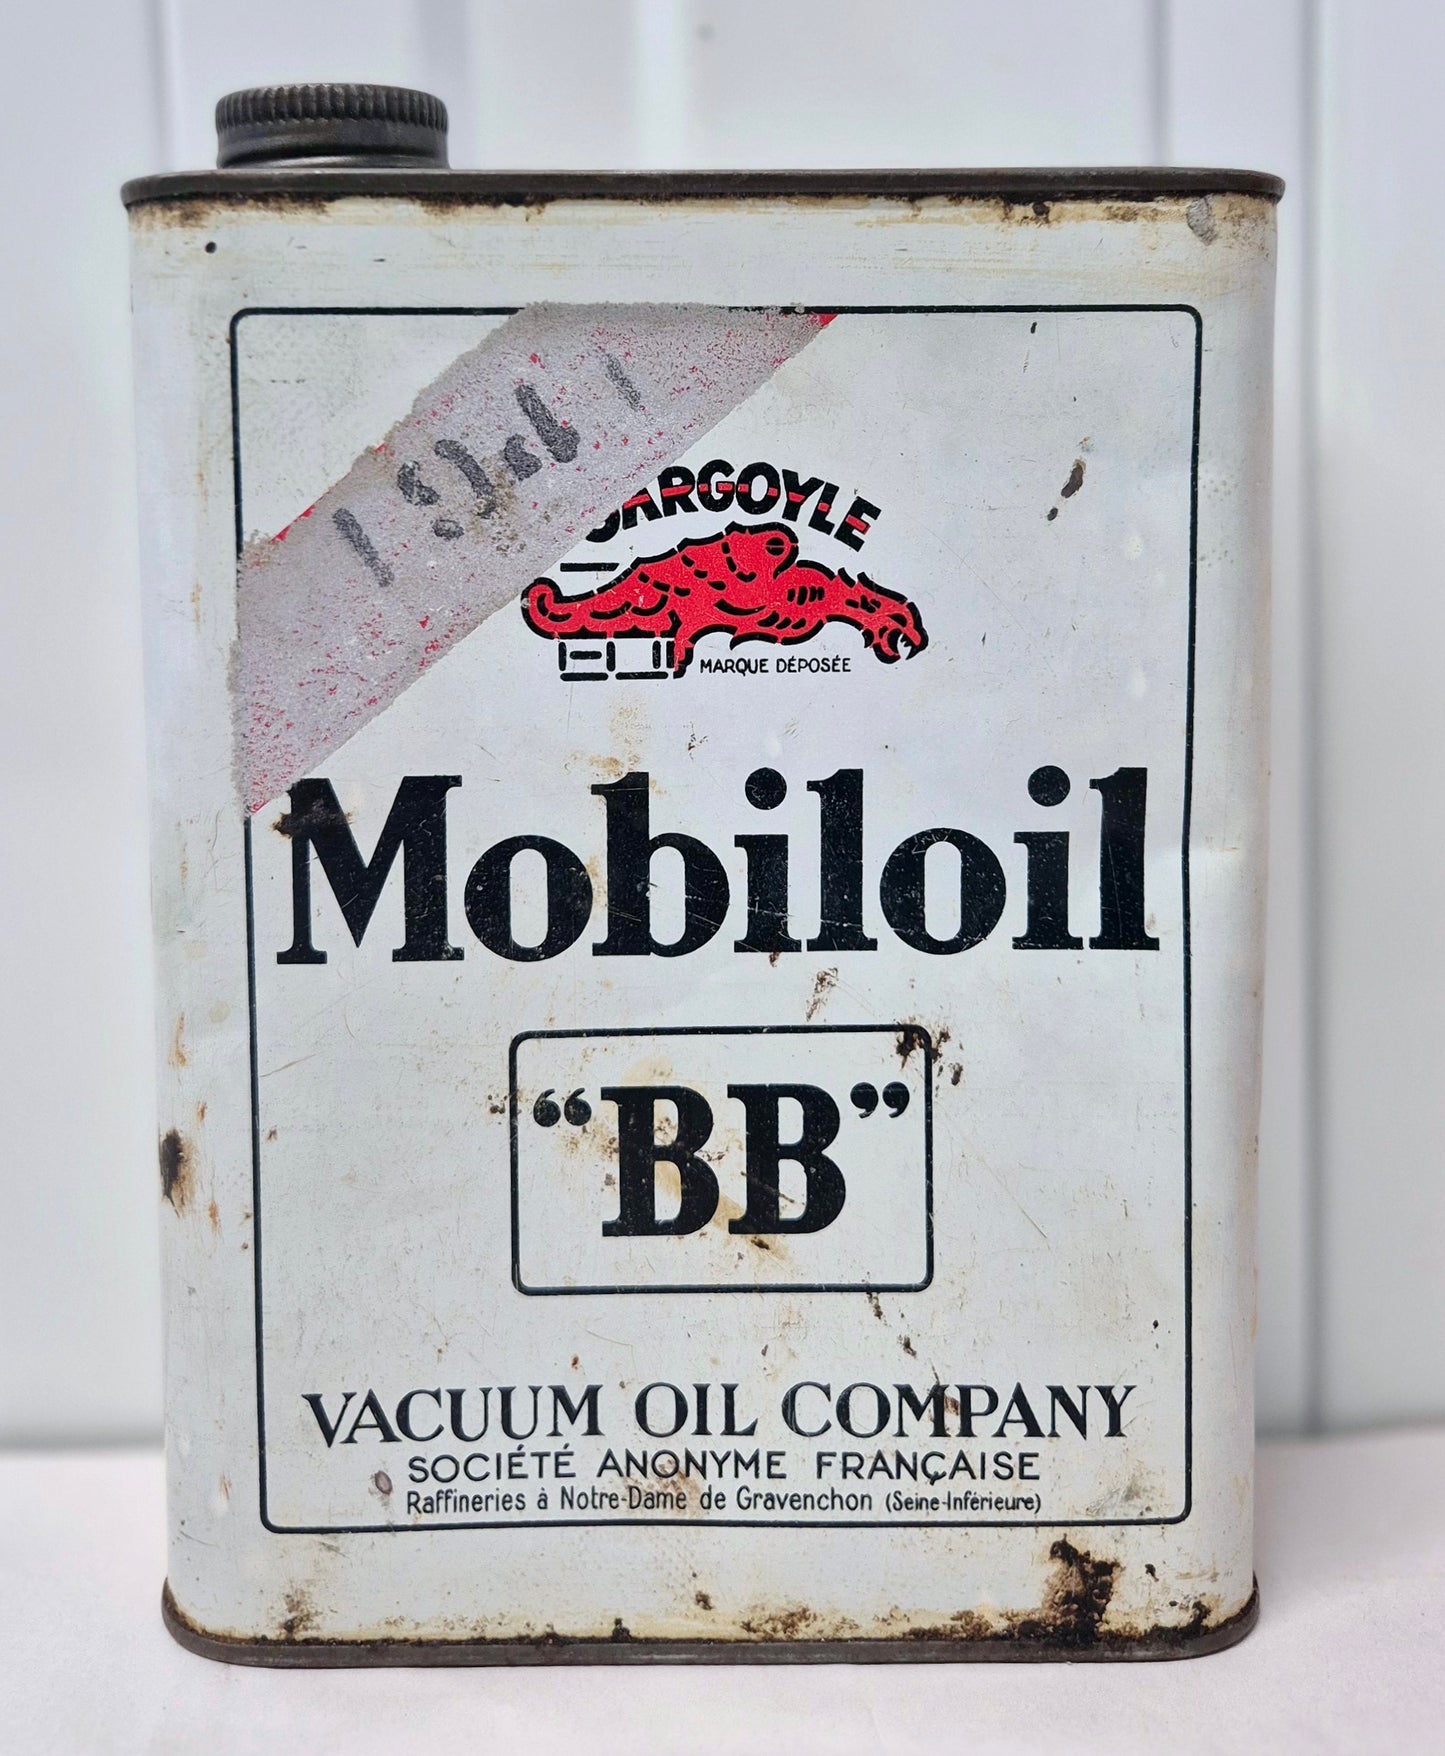 GARGOYLE
MARQUE DÉPOSÉE
Mobiloil
“BB”
VACUUM OIL COMPANY
SOCIÉTÉ ANONYME FRANÇAISE
Raffineries à Notre-Dame de Gravenchon (Seine-Inférieure)